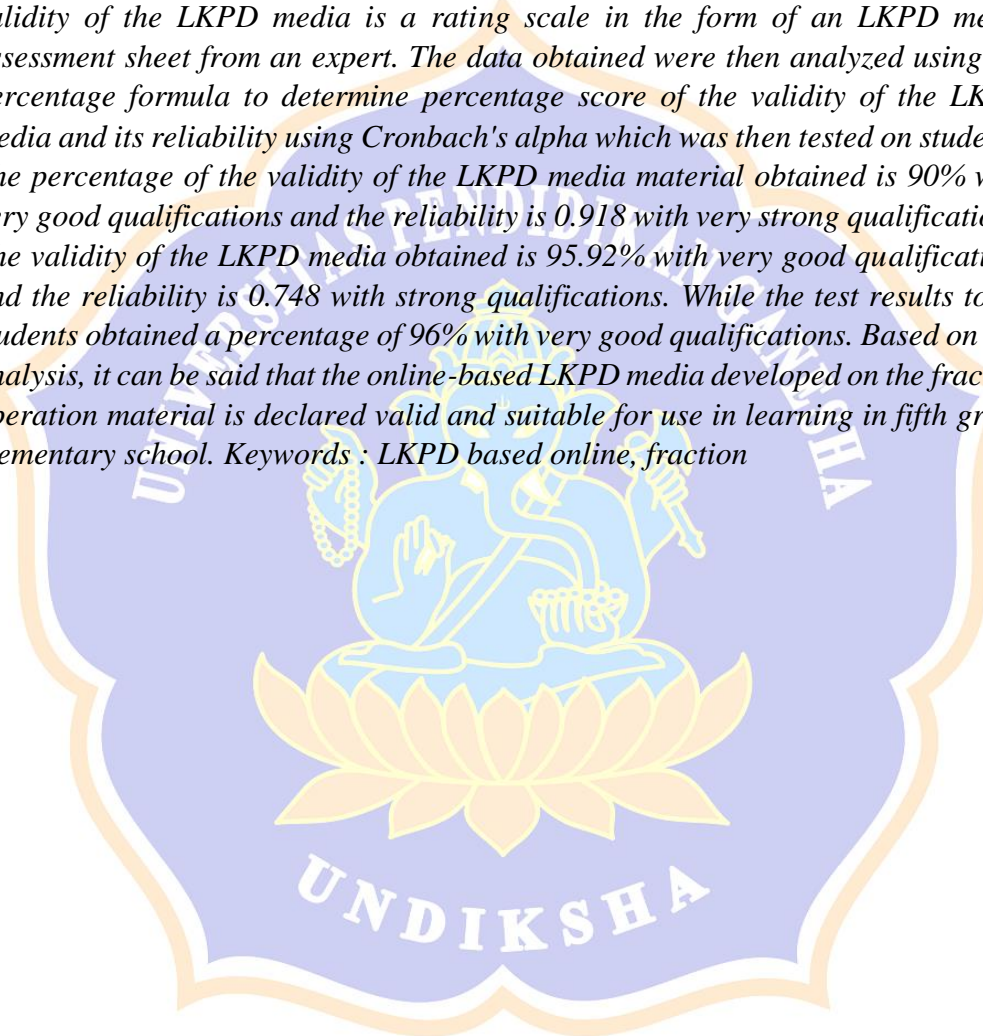 alidity of the LKPD media is a rating scale in the form of an LKPD me
ssessment sheet from an expert. The data obtained were then analyzed using
ercentage formula to determine percentage score of the validity of the LK
edia and its reliability using Cronbach's alpha which was then tested on stude
he percentage of the validity of the LKPD media material obtained is 90% w
ery good qualifications and the reliability is 0.918 with very strong qualificatio
he validity of the LKPD media obtained is 95.92% with very good qualificati
nd the reliability is 0.748 with strong qualifications. While the test results to
udents obtained a percentage of 96% with very good qualifications. Based on
nalysis, it can be said that the online-based LKPD media developed on the frac
peration material is declared valid and suitable for use in learning in fifth gr
lementary school. Keywords : LKPD based online, fraction
UNIVERSITAS PENDIDIKAN GANESHA
UNDIKSHA